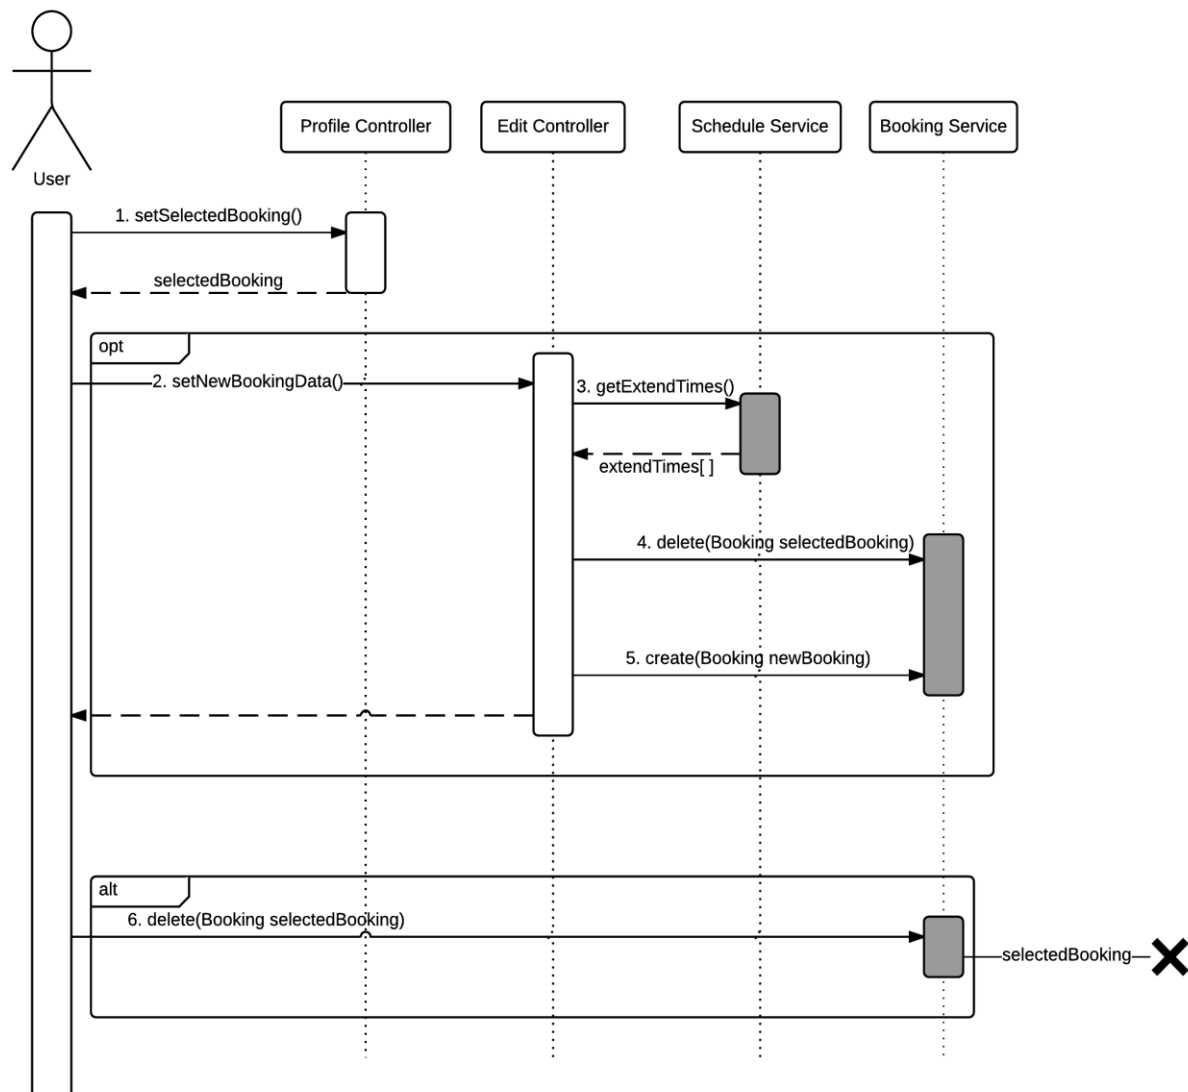 User
Profile Controller
Edit Controller
Schedule Service
Booking Service
1. setSelectedBooking()
selectedBooking
opt
2. setNewBookingData()
3. getExtendTimes()
extendTimes[ ]
4. delete(Booking selectedBooking)
5. create(Booking newBooking)
alt
6. delete(Booking selectedBooking)
selectedBooking